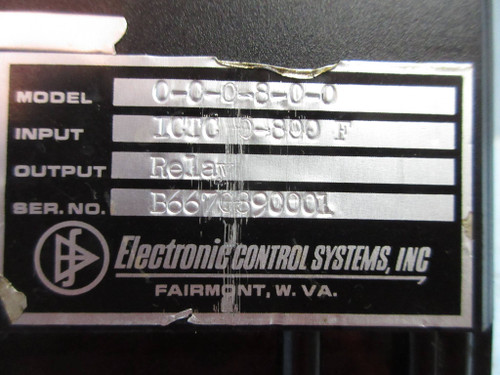 MODEL 0-0-0-8-0-0
INPUT ICTC 0-800 F
OUTPUT Relay
SER. NO.
Electronic CONTROL SYSTEMS, INC
FAIRMONT, W. VA.